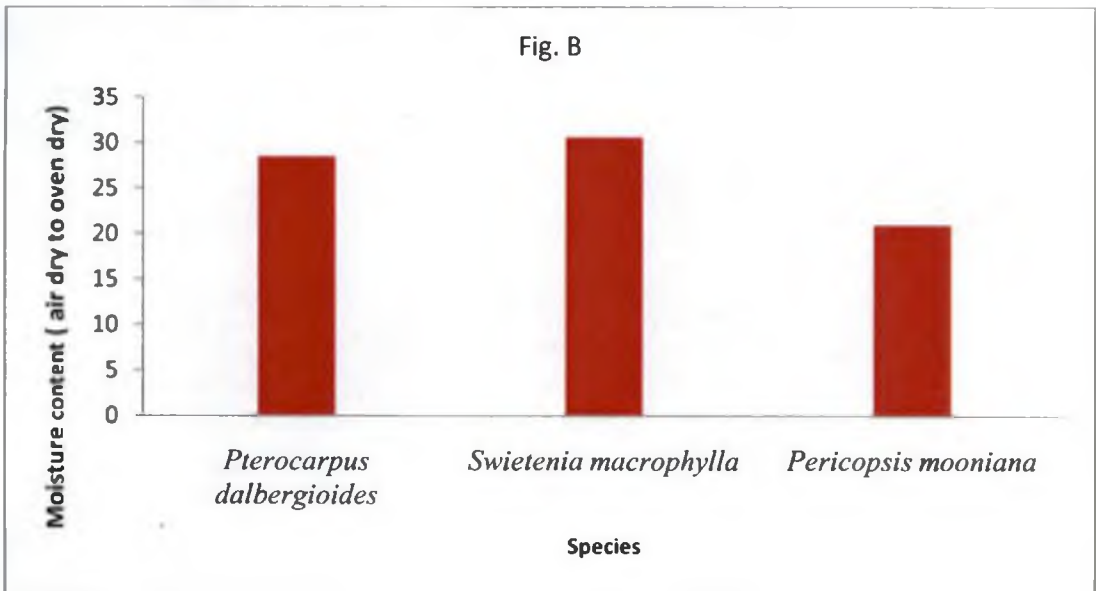 Fig. B
Moisture content ( air dry to oven dry)
35
30
25
20
15
10
5
0
Pterocarpus
dalbergioides
Swietenia macrophylla
Pericopsis mooniana
Species